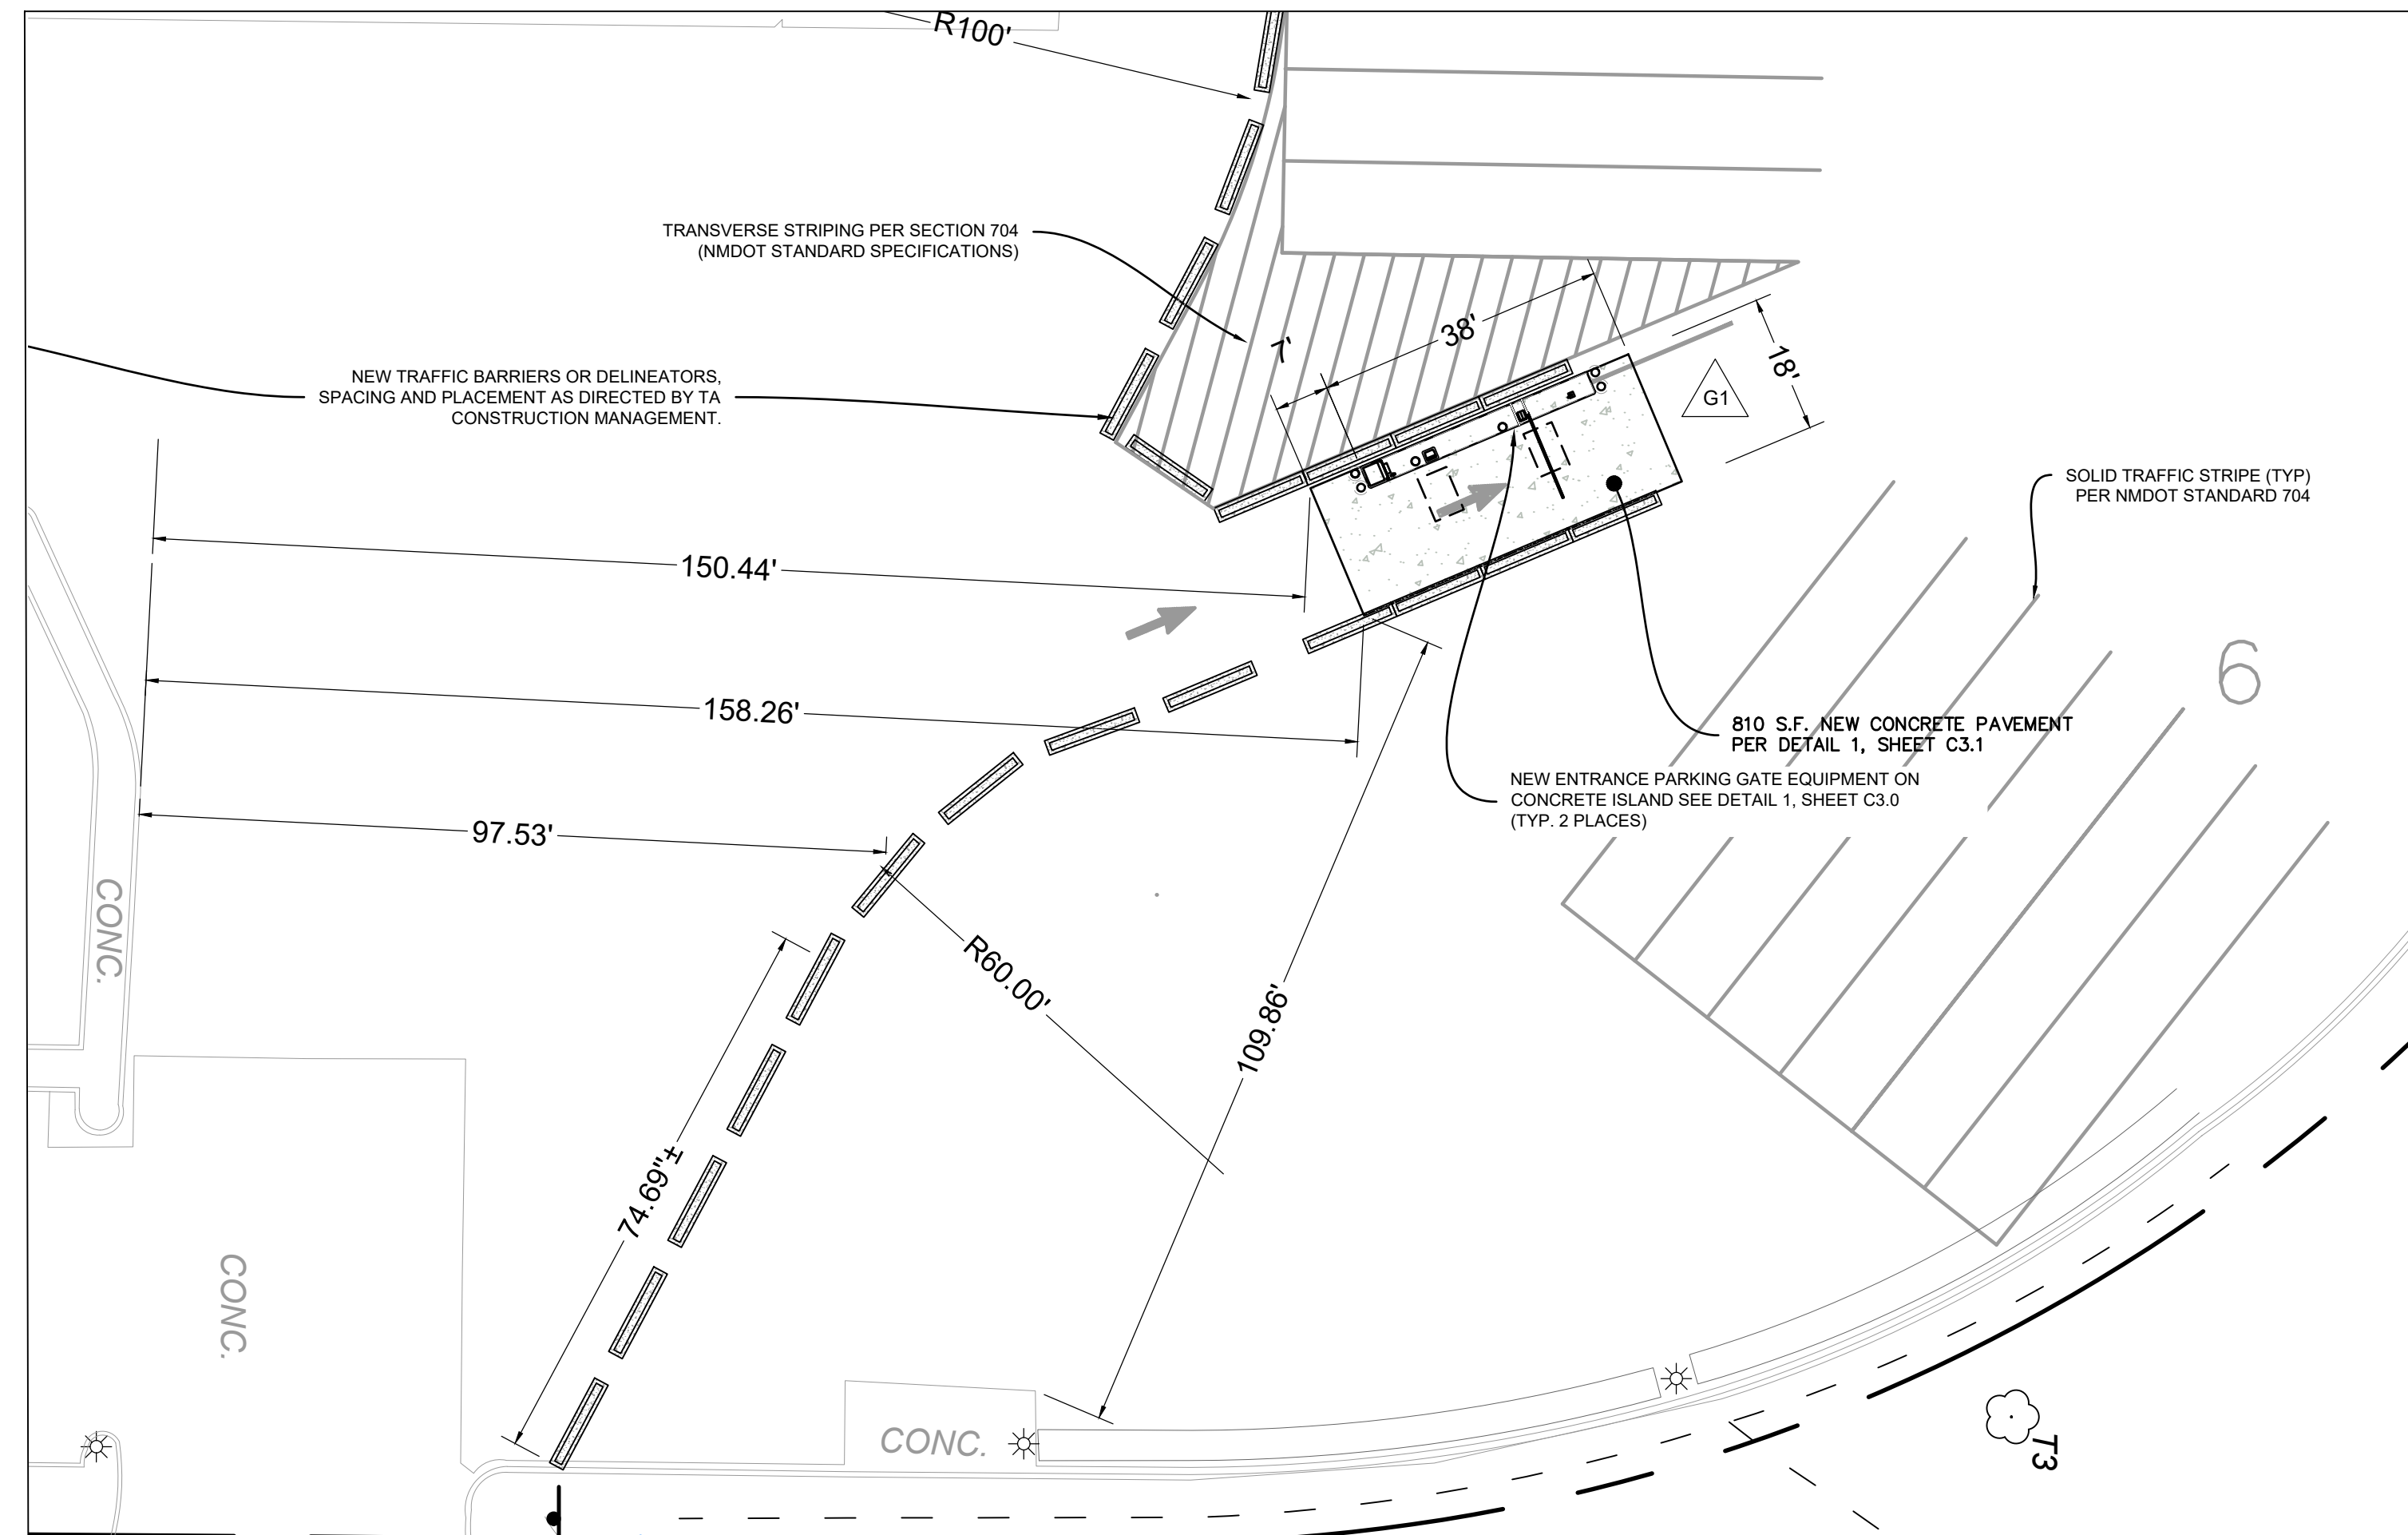 R100'
TRANSVERSE STRIPING PER SECTION 704
(NMDOT STANDARD SPECIFICATIONS)
7'
38'
18'
G1
NEW TRAFFIC BARRIERS OR DELINEATORS,
SPACING AND PLACEMENT AS DIRECTED BY TA
CONSTRUCTION MANAGEMENT.
SOLID TRAFFIC STRIPE (TYP)
PER NMDOT STANDARD 704
150.44'
6
158.26'
810 S.F. NEW CONCRETE PAVEMENT
PER DETAIL 1, SHEET C3.1
NEW ENTRANCE PARKING GATE EQUIPMENT ON
CONCRETE ISLAND SEE DETAIL 1, SHEET C3.0
(TYP. 2 PLACES)
97.53'
CONC.
R60.00'
109.86'
74.69"±
CONC.
CONC.
T3